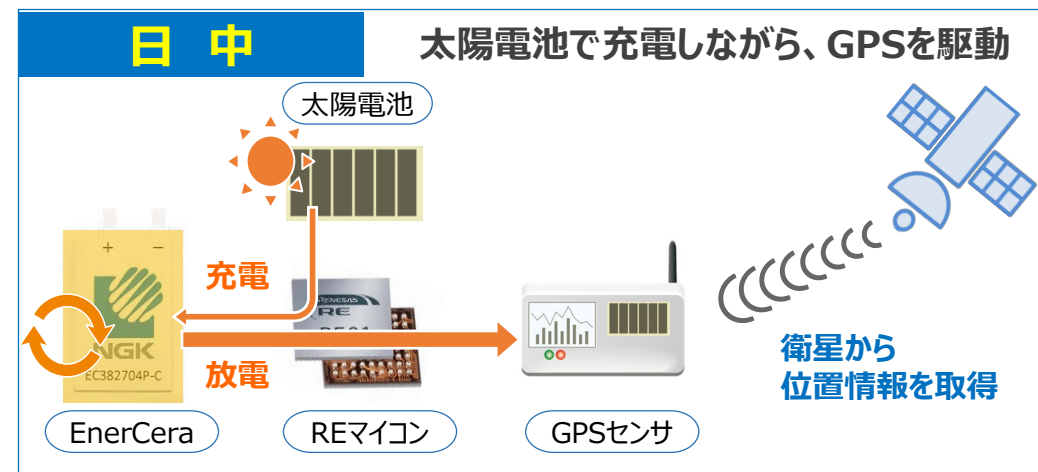 日 中
太陽電池で充電しながら、GPSを駆動
太陽電池
+ −
充電
RENESAS
RE
NGK
EC382704P-C
放電
衛星から
位置情報を取得
EnerCera
REマイコン
GPSセンサ